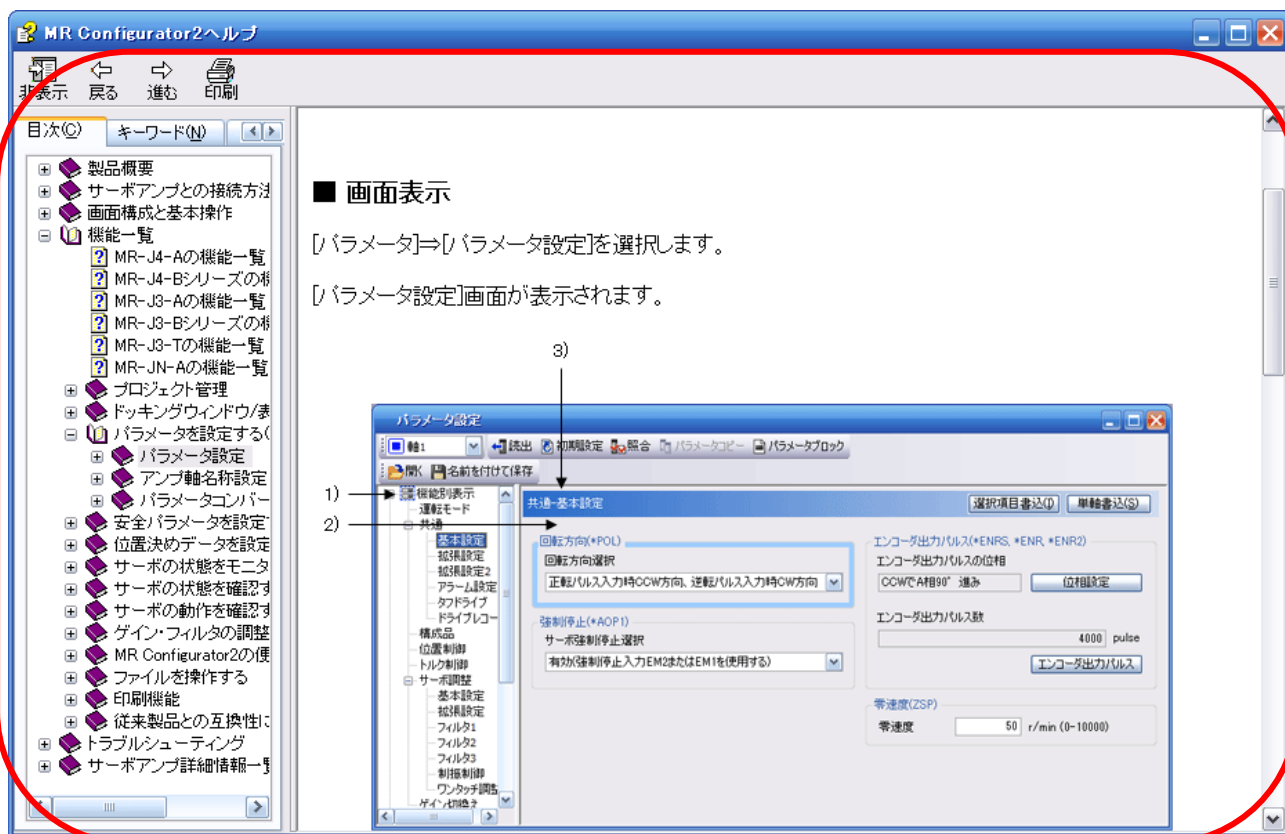 MR Configurator2ヘルプ
非表示 戻る 進む 印刷
目次(C) キーワード(N)
製品概要
サーボアンプとの接続方法
画面構成と基本操作
機能一覧
MR-J4-Aの機能一覧
MR-J4-Bシリーズの機
MR-J3-Aの機能一覧
MR-J3-Bシリーズの機
MR-J3-Tの機能一覧
MR-JN-Aの機能一覧
プロジェクト管理
ドッキングウィンドウ/表
パラメータを設定する(
パラメータ設定
アンプ軸名称設定
パラメータコンバー
安全パラメータを設定
位置決めデータを設定
サーボの状態をモニタ
サーボの状態を確認す
サーボの動作を確認す
ゲイン・フィルタの調整
MR Configurator2の便
ファイルを操作する
印刷機能
従来製品との互換性に
トラブルシューティング
サーボアンプ詳細情報一覧
■ 画面表示
[パラメータ]⇒[パラメータ設定]を選択します。
[パラメータ設定]画面が表示されます。
3)
1)
2)
パラメータ設定
軸1 読出 初期設定 照合 パラメータコピー パラメータブロック
開く 名前を付けて保存
機能別表示
運転モード
共通
基本設定
拡張設定
拡張設定2
アラーム設定
タフドライブ
ドライブレコー
構成品
位置制御
トルク制御
サーボ調整
基本設定
拡張設定
フィルタ1
フィルタ2
フィルタ3
制振制御
ワンタッチ調整
ゲイン切換え
共通-基本設定 選択項目書込(I) 単軸書込(S)
回転方向(*POL)
回転方向選択
正転パルス入力時CCW方向、逆転パルス入力時CW方向
強制停止(*AOP1)
サーボ強制停止選択
有効(強制停止入力EM2またはEM1を使用する)
エンコーダ出力パルス(*ENRS, *ENR, *ENR2)
エンコーダ出力パルスの位相
CCWでA相90° 進み 位相設定
エンコーダ出力パルス数
4000 pulse
エンコーダ出力パルス
零速度(ZSP)
零速度 50 r/min (0-10000)